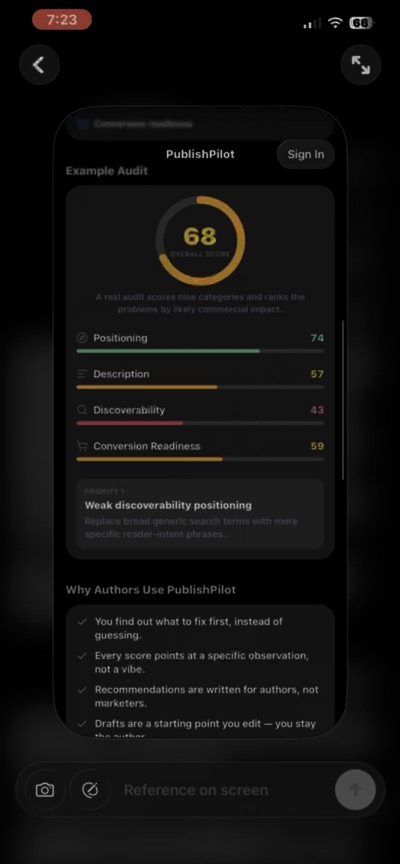 7:23
66
Conversion readiness
PublishPilot
Sign In
Example Audit
68
OVERALL SCORE
A real audit scores nine categories and ranks the
problems by likely commercial impact.
Positioning
74
Description
57
Discoverability
43
Conversion Readiness
59
PRIORITY 1
Weak discoverability positioning
Replace broad generic search terms with more
specific reader-intent phrases.
Why Authors Use PublishPilot
You find out what to fix first, instead of
guessing.
Every score points at a specific observation,
not a vibe.
Recommendations are written for authors, not
marketers.
Drafts are a starting point you edit — you stay
the author.
Reference on screen